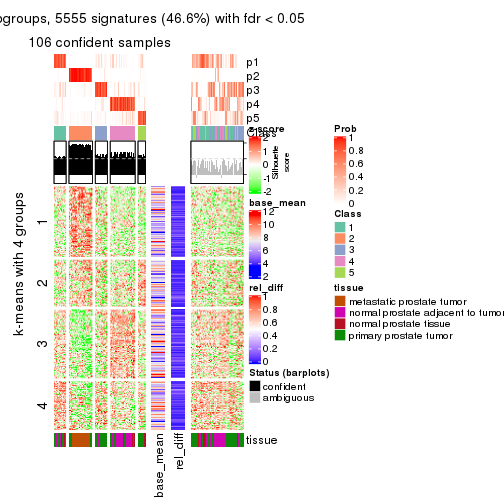 ogroups, 5555 signatures (46.6%) with fdr < 0.05
106 confident samples
p1
p2
p3
p4
p5
Class
z-score
2
1
0
-1
-2
Silhouette
score
base_mean
12
10
8
6
4
2
rel_diff
1
0.8
0.6
0.4
0.2
0
Status (barplots)
confident
ambiguous
Prob
1
0.8
0.6
0.4
0.2
0
Class
1
2
3
4
5
tissue
metastatic prostate tumor
normal prostate adjacent to tumor
normal prostate tissue
primary prostate tumor
k-means with 4 groups
1
2
3
4
tissue
base_mean
rel_diff